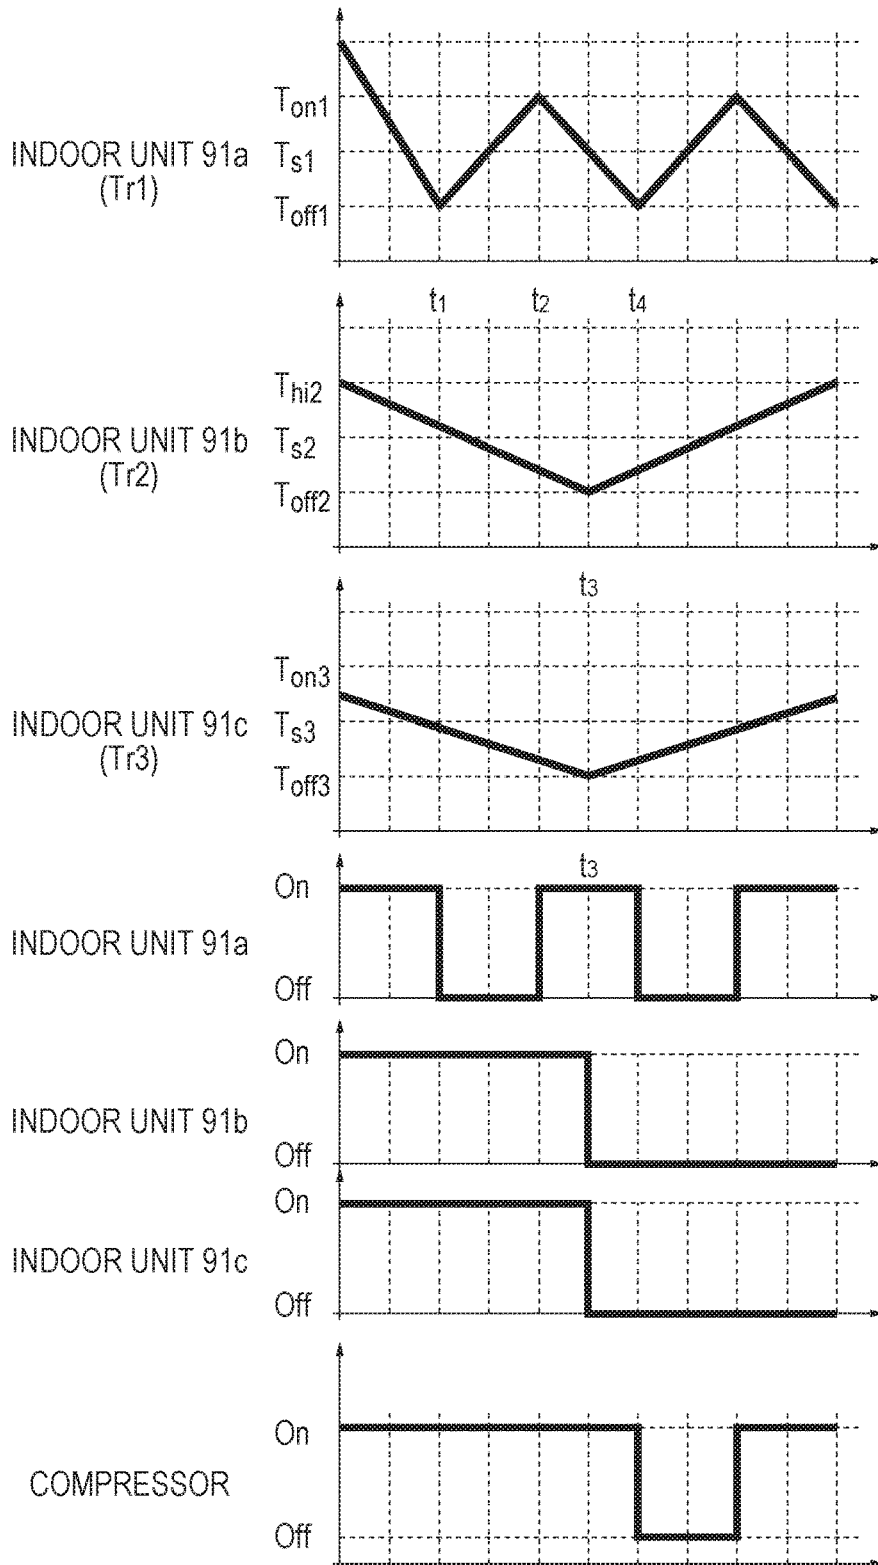 INDOOR UNIT 91a
(Tr1)
Ton1
Ts1
Toff1
t1 t2 t4
INDOOR UNIT 91b
(Tr2)
Thi2
Ts2
Toff2
t3
INDOOR UNIT 91c
(Tr3)
Ton3
Ts3
Toff3
t3
INDOOR UNIT 91a
On
Off
INDOOR UNIT 91b
On
Off
INDOOR UNIT 91c
On
Off
COMPRESSOR
On
Off